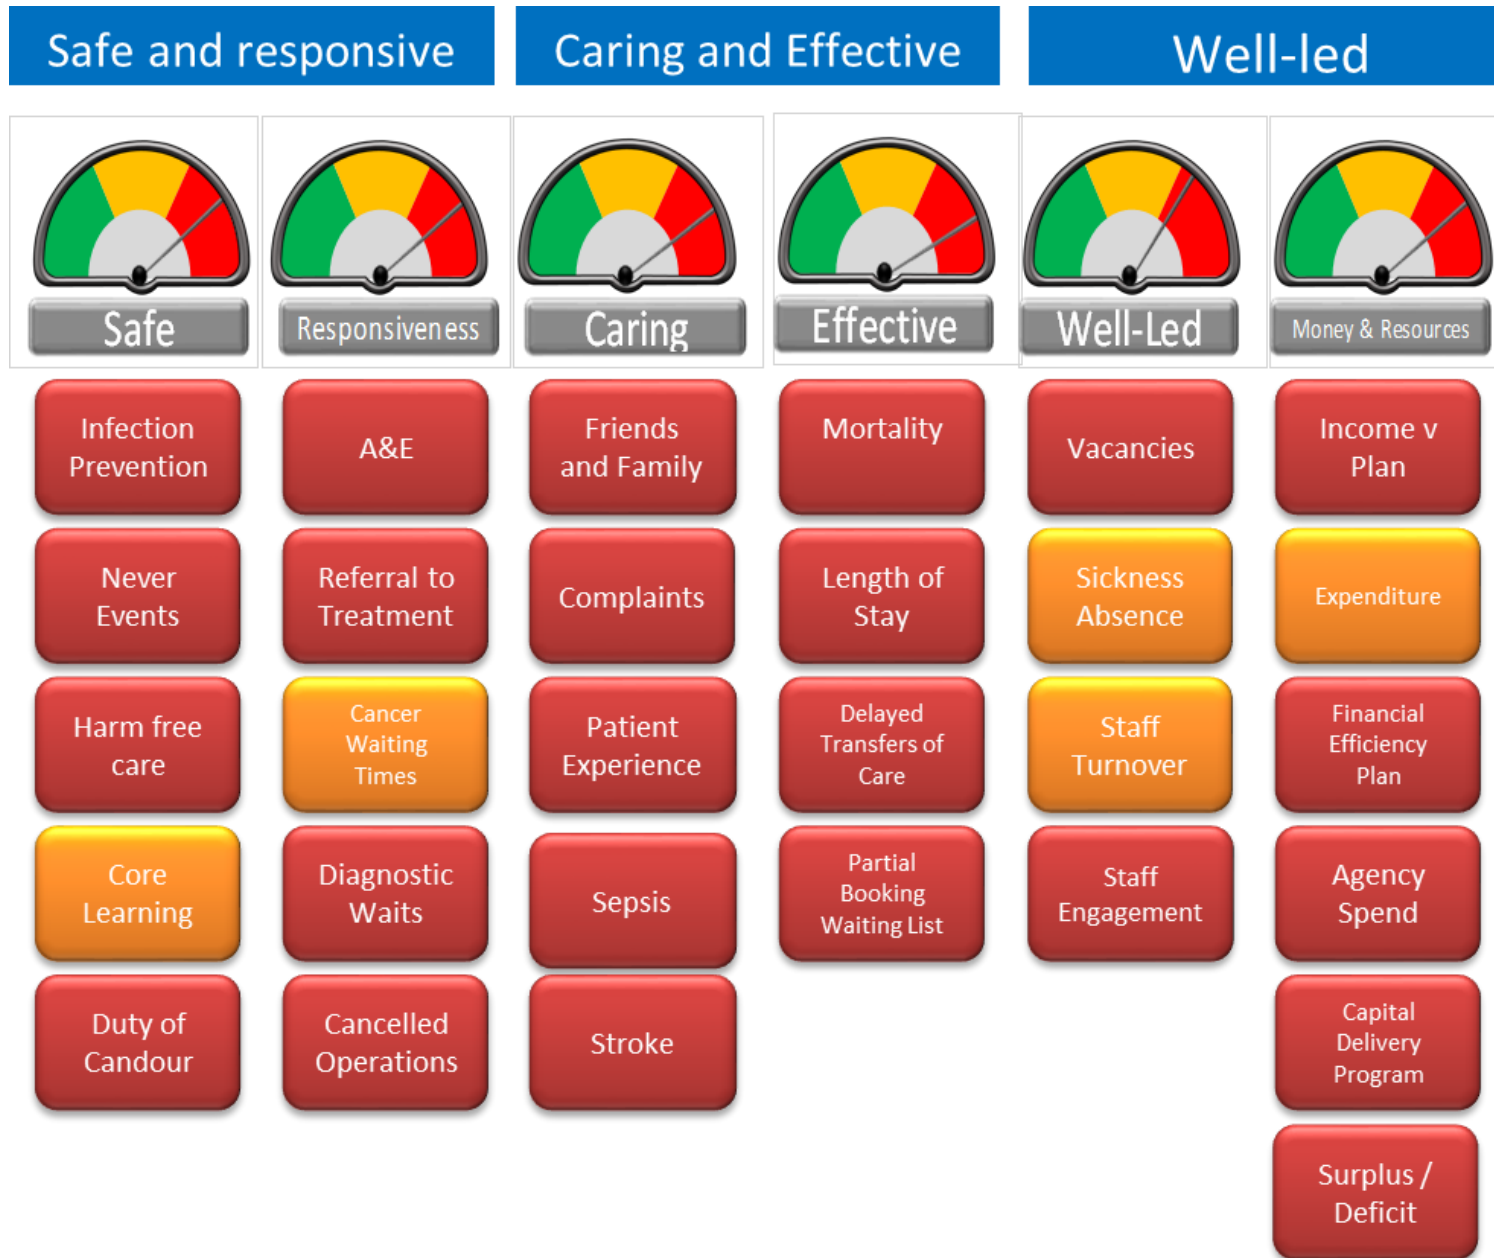 Safe and responsive
Caring and Effective
Well-led
Safe
Responsiveness
Caring
Effective
Well-Led
Money & Resources
Infection
Prevention
Never
Events
Harm free
care
Core
Learning
Duty of
Candour
A&E
Referral to
Treatment
Cancer
Waiting
Times
Diagnostic
Waits
Cancelled
Operations
Friends
and Family
Complaints
Patient
Experience
Sepsis
Stroke
Mortality
Length of
Stay
Delayed
Transfers of
Care
Partial
Booking
Waiting List
Vacancies
Sickness
Absence
Staff
Turnover
Staff
Engagement
Income v
Plan
Expenditure
Financial
Efficiency
Plan
Agency
Spend
Capital
Delivery
Program
Surplus /
Deficit